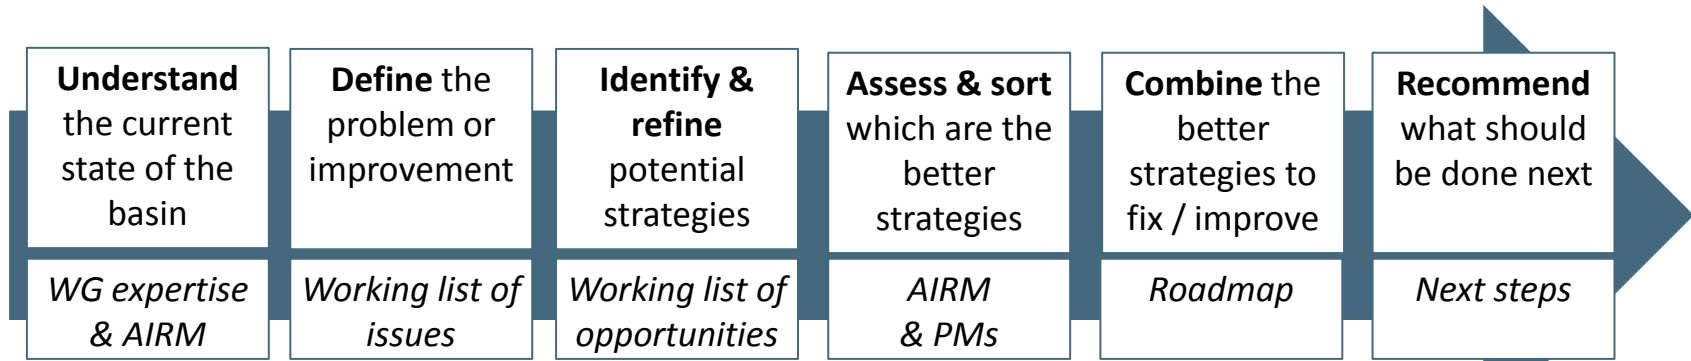 Understand
the current
state of the
basin
WG expertise
& AIRM
Define the
problem or
improvement
Working list of
issues
Identify &
refine
potential
strategies
Working list of
opportunities
Assess & sort
which are the
better
strategies
AIRM
& PMs
Combine the
better
strategies to
fix / improve
Roadmap
Recommend
what should
be done next
Next steps